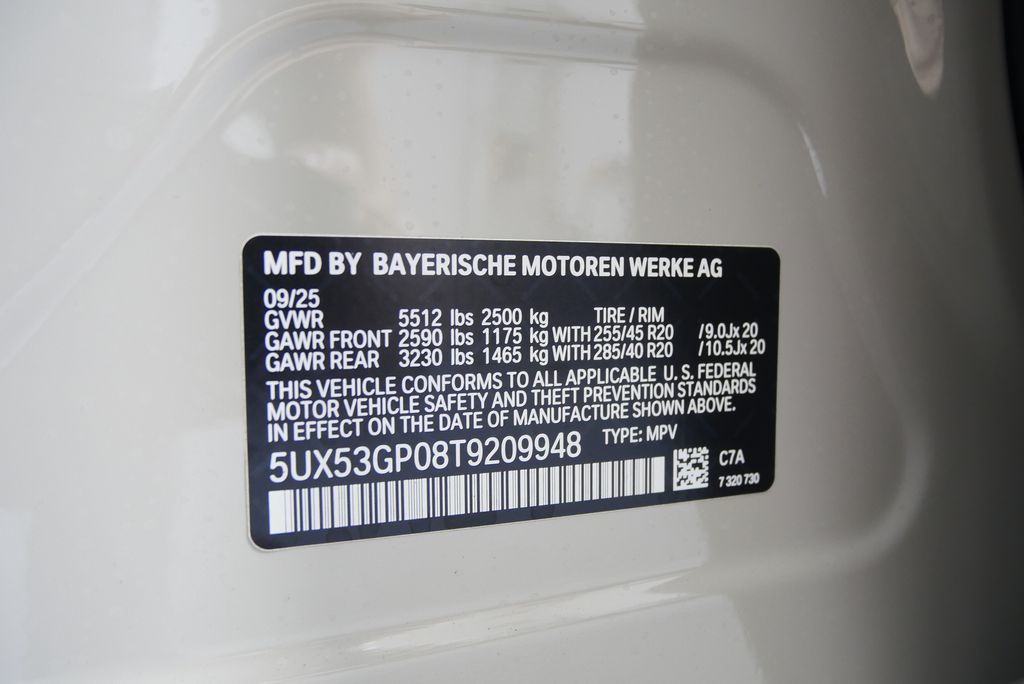 MFD BY BAYERISCHE MOTOREN WERKE AG
09/25
GVWR 5512 lbs 2500 kg TIRE / RIM
GAWR FRONT 2590 lbs 1175 kg WITH 255/45 R20 /9.0Jx 20
GAWR REAR 3230 lbs 1465 kg WITH 285/40 R20 /10.5Jx 20
THIS VEHICLE CONFORMS TO ALL APPLICABLE U. S. FEDERAL
MOTOR VEHICLE SAFETY AND THEFT PREVENTION STANDARDS
IN EFFECT ON THE DATE OF MANUFACTURE SHOWN ABOVE.
5UX53GP08T9209948 TYPE: MPV
C7A
7 320 730